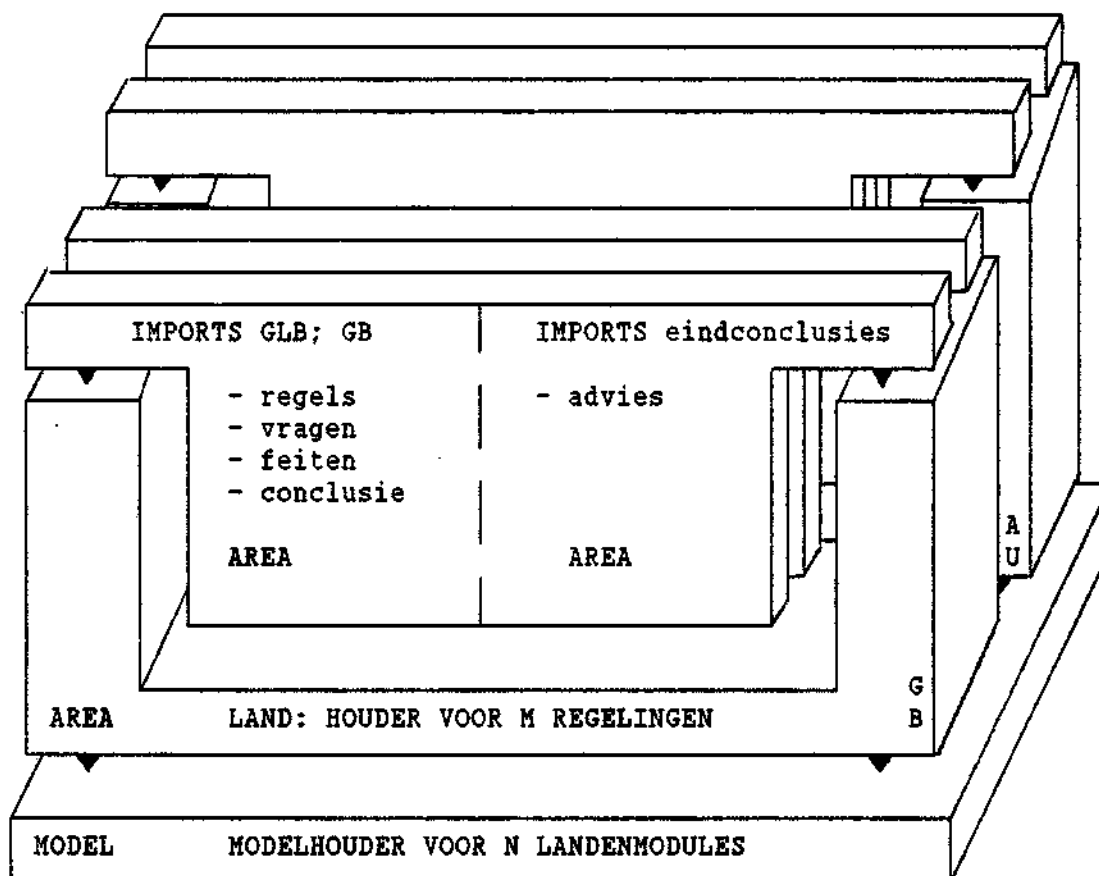 IMPORTS GLB; GB
- regels
- vragen
- feiten
- conclusie
AREA
IMPORTS eindconclusies
- advies
AREA
A
U
G
B
AREA LAND: HOUDER VOOR M REGELINGEN
MODEL MODELHOUDER VOOR N LANDENMODULES